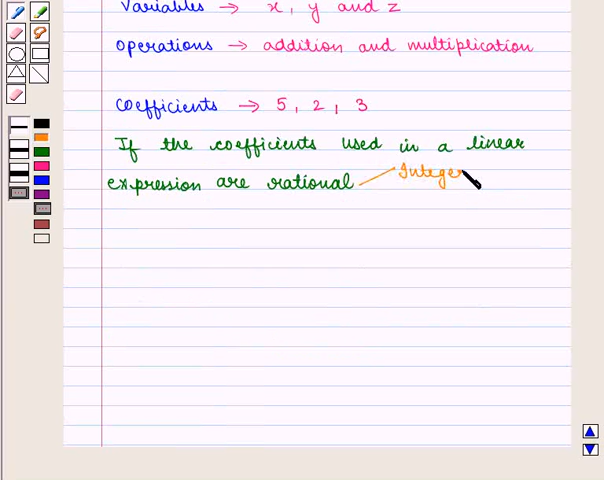 Variables → x, y and z
Operations → addition and multiplication
Coefficients → 5, 2, 3
If the coefficients used in a linear
expression are rational Intege